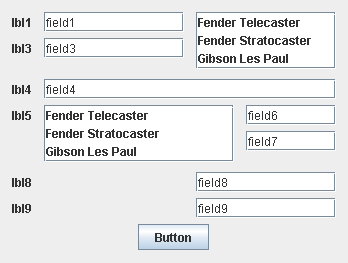 lbl1 field1 Fender Telecaster
Fender Stratocaster
lbl3 field3 Gibson Les Paul
lbl4 field4
lbl5 Fender Telecaster field6
Fender Stratocaster
Gibson Les Paul field7
lbl8 field8
lbl9 field9
Button